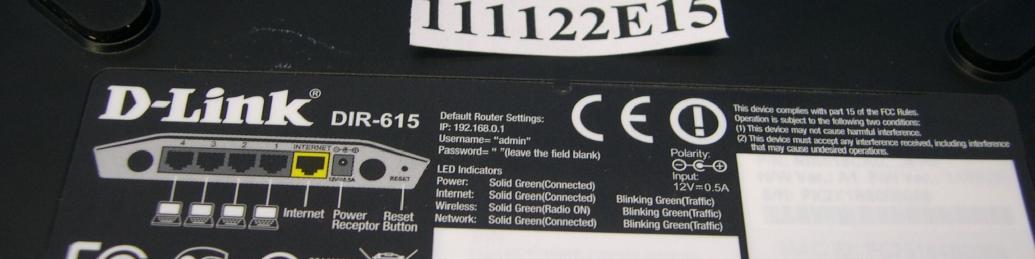 111122E15
D-Link®
DIR-615
4 3 2 1 INTERNET
12V=0.5A
RESET
Internet
Power Receptor
Reset Button
Default Router Settings:
IP: 192.168.0.1
Username= "admin"
Password= " "(leave the field blank)
LED Indicators
Power: Solid Green(Connected)
Internet: Solid Green(Connected) Blinking Green(Traffic)
Wireless: Solid Green(Radio ON) Blinking Green(Traffic)
Network: Solid Green(Connected) Blinking Green(Traffic)
CE
Polarity:
Input:
12V=0.5A
This device complies with part 15 of the FCC Rules.
Operation is subject to the following two conditions:
(1) This device may not cause harmful interference.
(2) This device must accept any interference received, including interference
that may cause undesired operations.